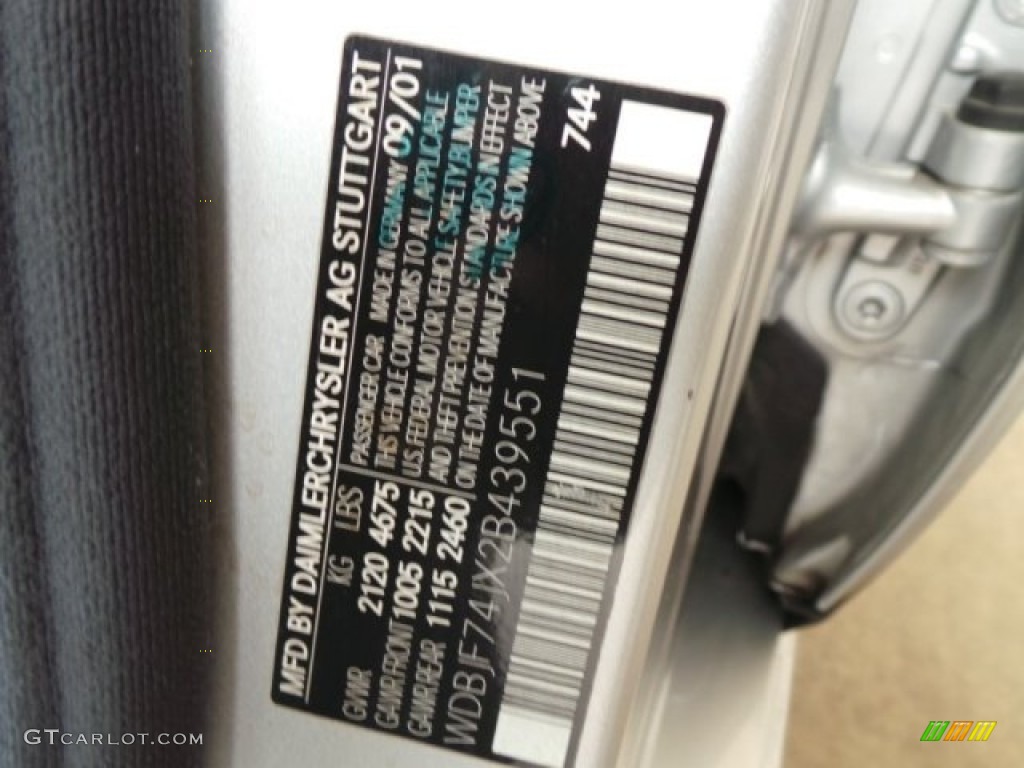 MFD BY DAIMLERCHRYSLER AG STUTTGART
KG LBS PASSENGER CAR MADE IN GERMANY 09/01
GVWR 2120 4675 THIS VEHICLE CONFORMS TO ALL APPLICABLE
GAWR FRONT 1005 2215 U.S. FEDERAL MOTOR VEHICLE SAFETY, BUMPER,
GAWR REAR 1115 2460 AND THEFT PREVENTION STANDARDS IN EFFECT
ON THE DATE OF MANUFACTURE SHOWN ABOVE
WDBJF74JX2B439551 744
GTCARLOT.COM